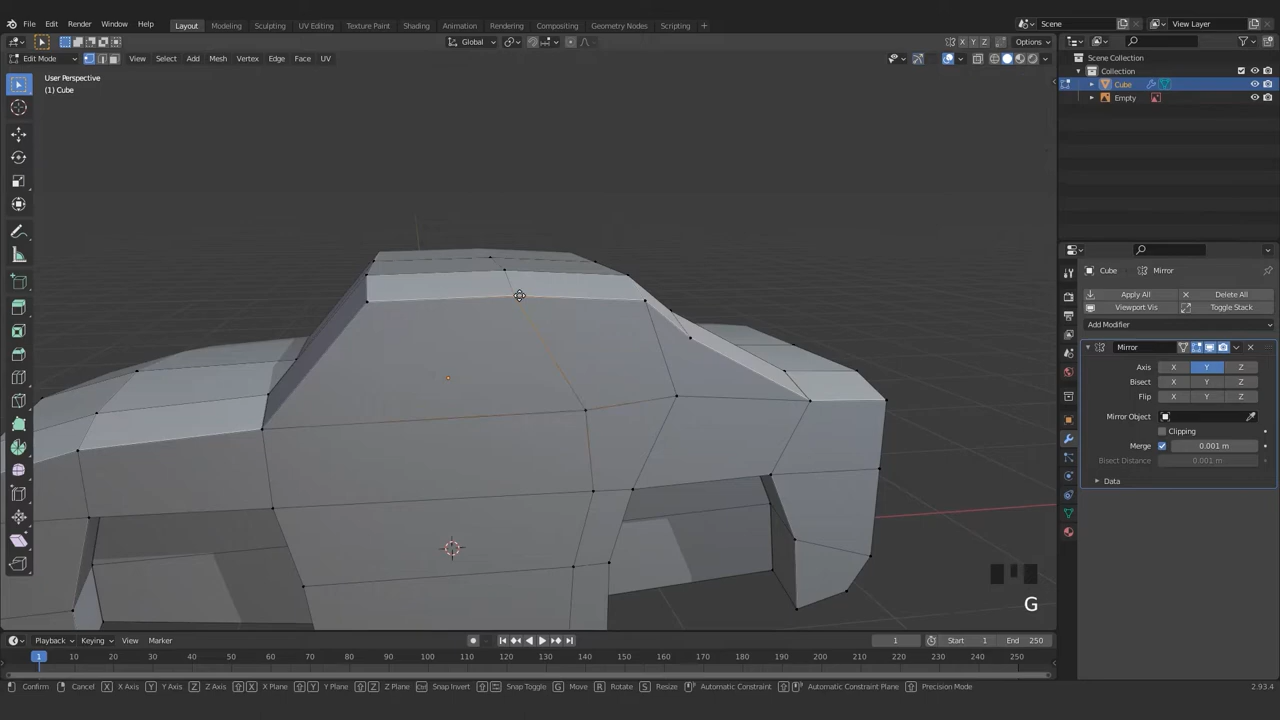 File Edit Render Window Help Layout Modeling Sculpting UV Editing Texture Paint Shading Animation Rendering Compositing Geometry Nodes Scripting + Scene View Layer
Global X Y Z Options
Edit Mode View Select Add Mesh Vertex Edge Face UV
User Perspective
(1) Cube
G
Scene Collection
Collection
Cube
Empty
Cube Mirror
Apply All Delete All
Viewport Vis Toggle Stack
Add Modifier
Mirror
Axis X Y Z
Bisect X Y Z
Flip X Y Z
Mirror Object
Clipping
Merge 0.001 m
Bisect Distance 0.001 m
Data
Playback Keying View Marker 1 Start 1 End 250
1 10 20 30 40 50 60 70 80 90 100 110 120 130 140 150 160 170 180 190 200 210 220 230 240 250
Confirm Cancel X X Axis Y Y Axis Z Z Axis X X Plane Y Y Plane Z Z Plane Ctrl Snap Invert Snap Toggle G Move R Rotate S Resize Automatic Constraint Automatic Constraint Plane Precision Mode 2.93.4